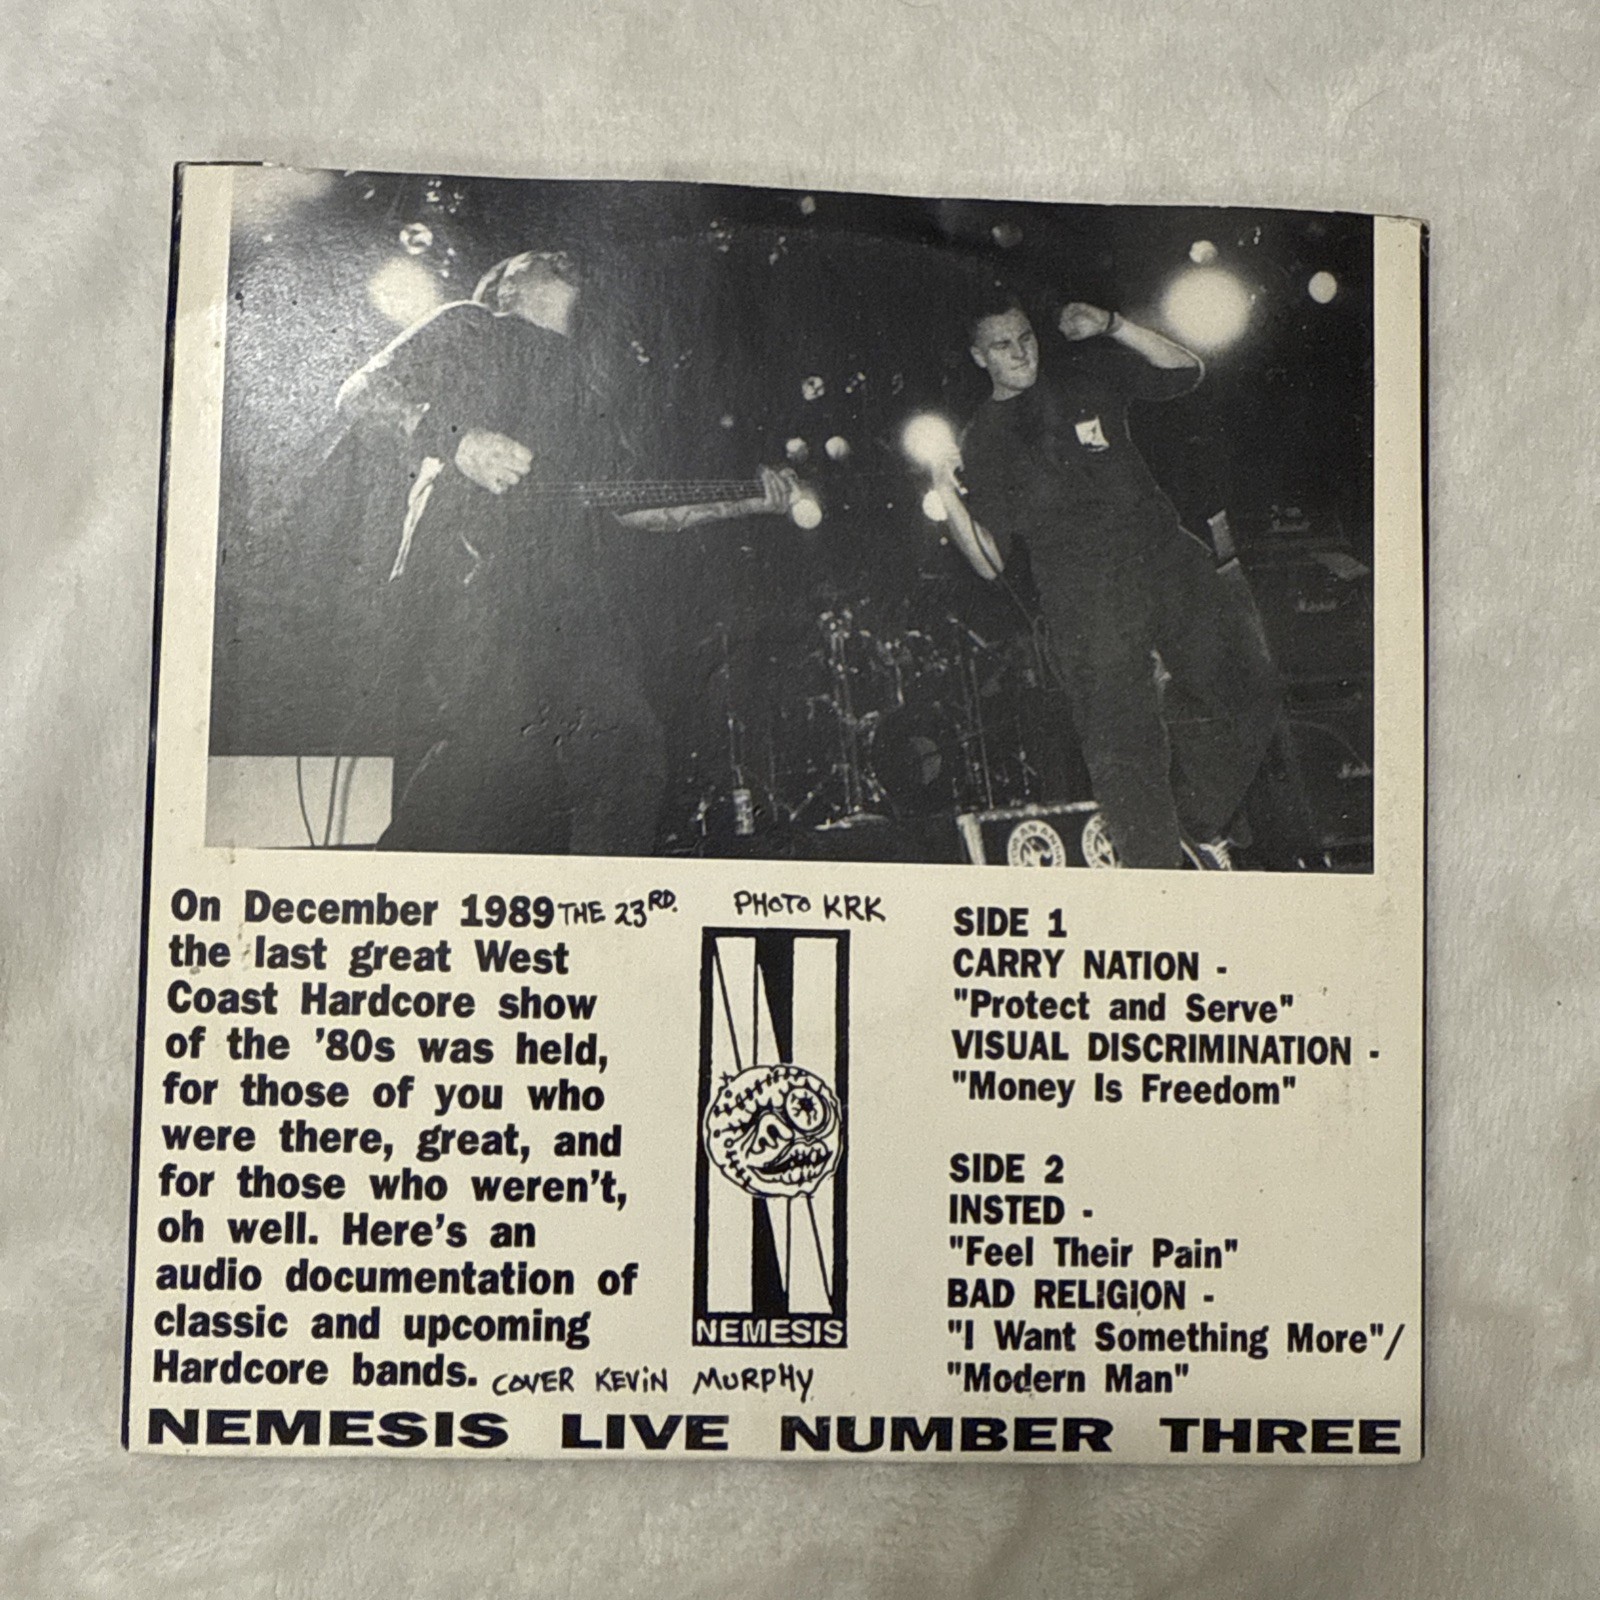 On December 1989 THE 23RD.
the last great West
Coast Hardcore show
of the '80s was held,
for those of you who
were there, great, and
for those who weren't,
oh well. Here's an
audio documentation of
classic and upcoming
Hardcore bands.
PHOTO KRK
NEMESIS
COVER KEVIN MURPHY
SIDE 1
CARRY NATION -
"Protect and Serve"
VISUAL DISCRIMINATION -
"Money Is Freedom"
SIDE 2
INSTED -
"Feel Their Pain"
BAD RELIGION -
"I Want Something More"/
"Modern Man"
NEMESIS LIVE NUMBER THREE